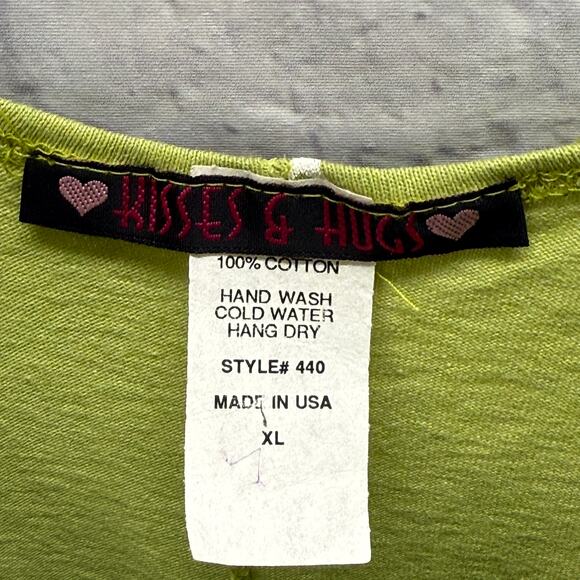 KISSES & HUGS
100% COTTON
HAND WASH
COLD WATER
HANG DRY
STYLE# 440
MADE IN USA
XL